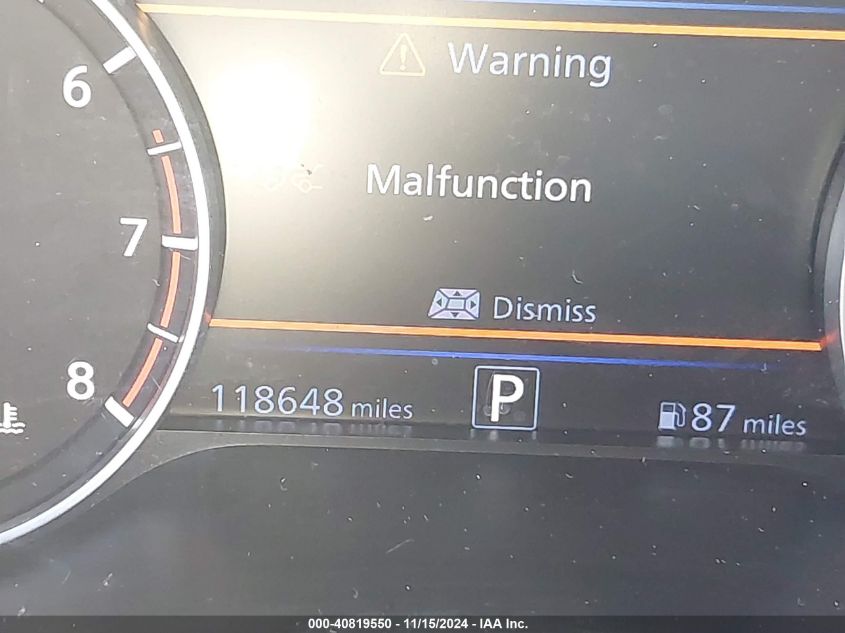 Warning
6
Malfunction
7
Dismiss
8
118648 miles
P
87 miles
000-40819550 - 11/15/2024 - IAA Inc.